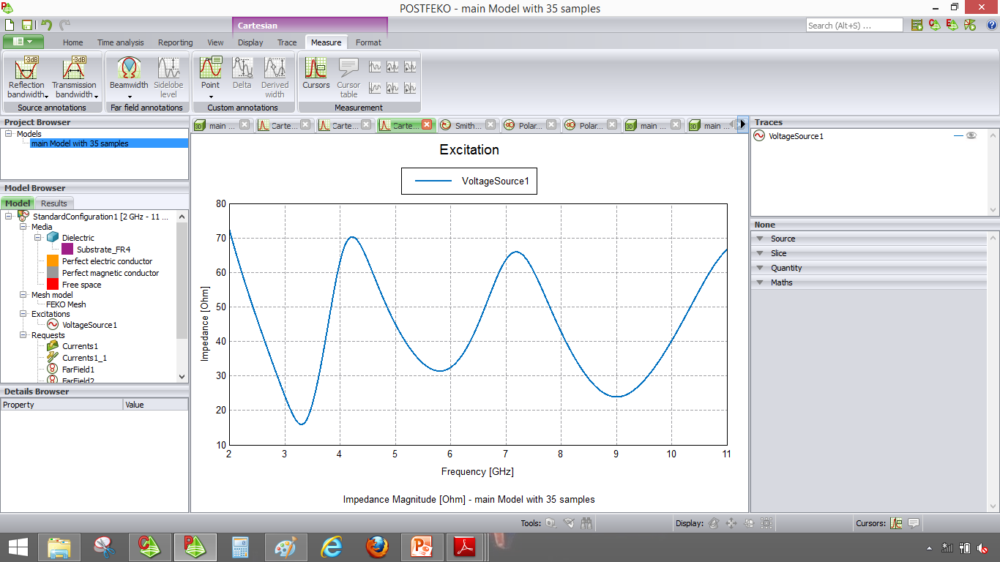 POSTFEKO - main Model with 35 samples
Cartesian
Search (Alt+S) ...
Home Time analysis Reporting View Display Trace Measure Format
-3dB -3dB
Reflection bandwidth
Transmission bandwidth
Source annotations
Beamwidth
Sidelobe level
Far field annotations
Point
Delta
Derived width
Custom annotations
Cursors
Cursor table
Measurement
Project Browser
Models
main Model with 35 samples
Model Browser
Model Results
StandardConfiguration1 [2 GHz - 11 ...
Media
Dielectric
Substrate_FR4
Perfect electric conductor
Perfect magnetic conductor
Free space
Mesh model
FEKO Mesh
Excitations
VoltageSource1
Requests
Currents1
Currents1_1
FarField1
FarField2
Details Browser
Property Value
3D main ... Carte... Carte... Carte... Smith... Polar... Polar... 3D main ... 3D main ...
Excitation
VoltageSource1
80
70
60
50
40
30
20
10
Impedance [Ohm]
2 3 4 5 6 7 8 9 10 11
Frequency [GHz]
Impedance Magnitude [Ohm] - main Model with 35 samples
Traces
VoltageSource1
None
Source
Slice
Quantity
Maths
Tools: Display: Cursors: